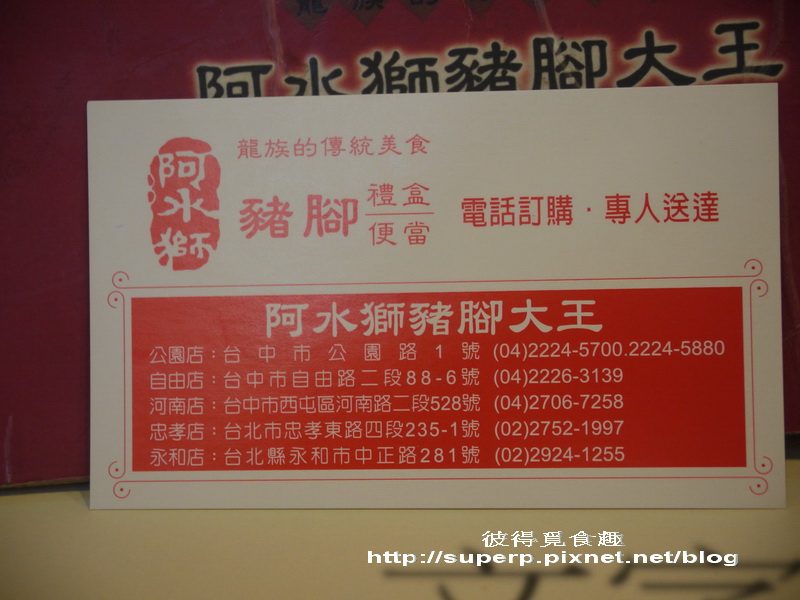 龍族的
阿水獅豬腳大王
阿水獅
龍族的傳統美食
豬腳 禮盒 便當
電話訂購・專人送達
阿水獅豬腳大王
公園店：台中市公園路1號 (04)2224-5700.2224-5880
自由店：台中市自由路二段88-6號 (04)2226-3139
河南店：台中市西屯區河南路二段528號 (04)2706-7258
忠孝店：台北市忠孝東路四段235-1號 (02)2752-1997
永和店：台北縣永和市中正路281號 (02)2924-1255
彼得覓食趣
http://superp.pixnet.net/blog